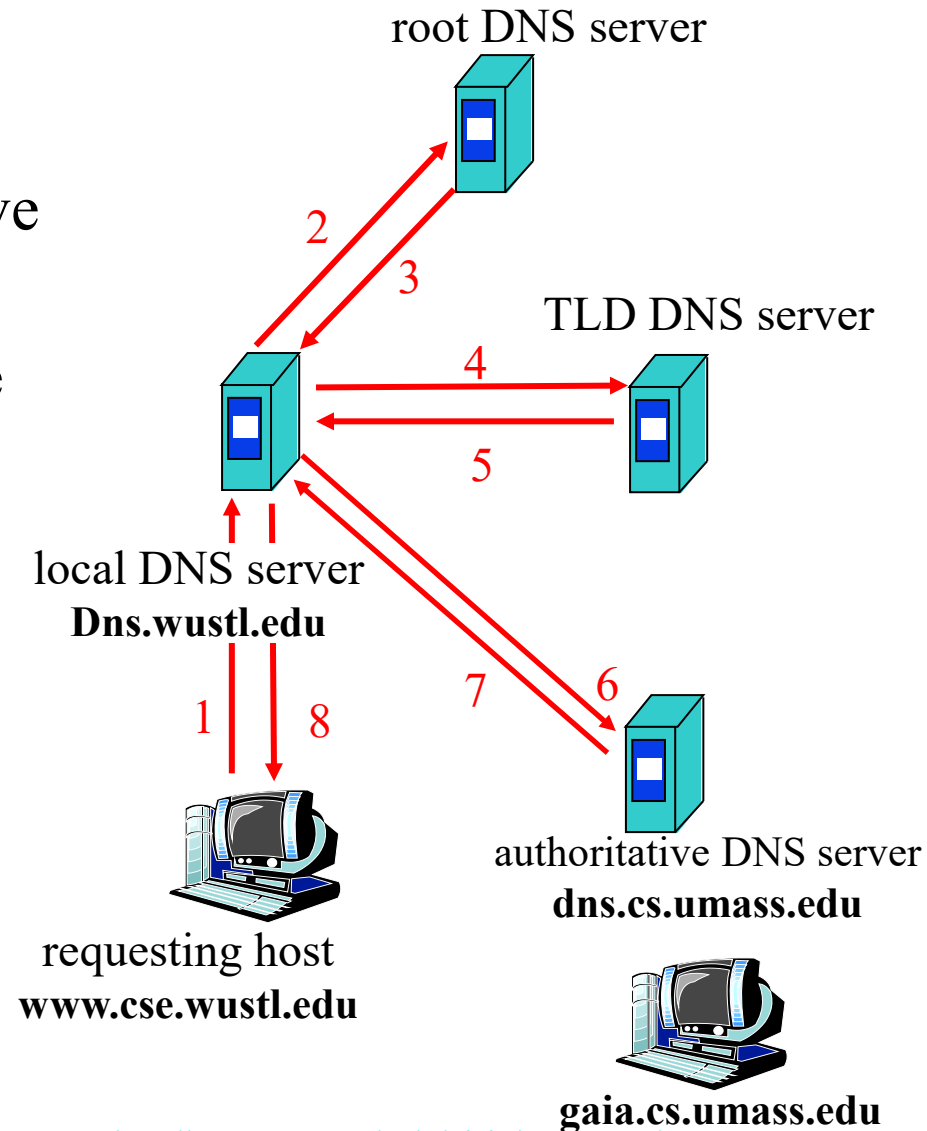 root DNS server
2
3
TLD DNS server
4
5
local DNS server
Dns.wustl.edu
1
8
7
6
authoritative DNS server
dns.cs.umass.edu
requesting host
www.cse.wustl.edu
gaia.cs.umass.edu